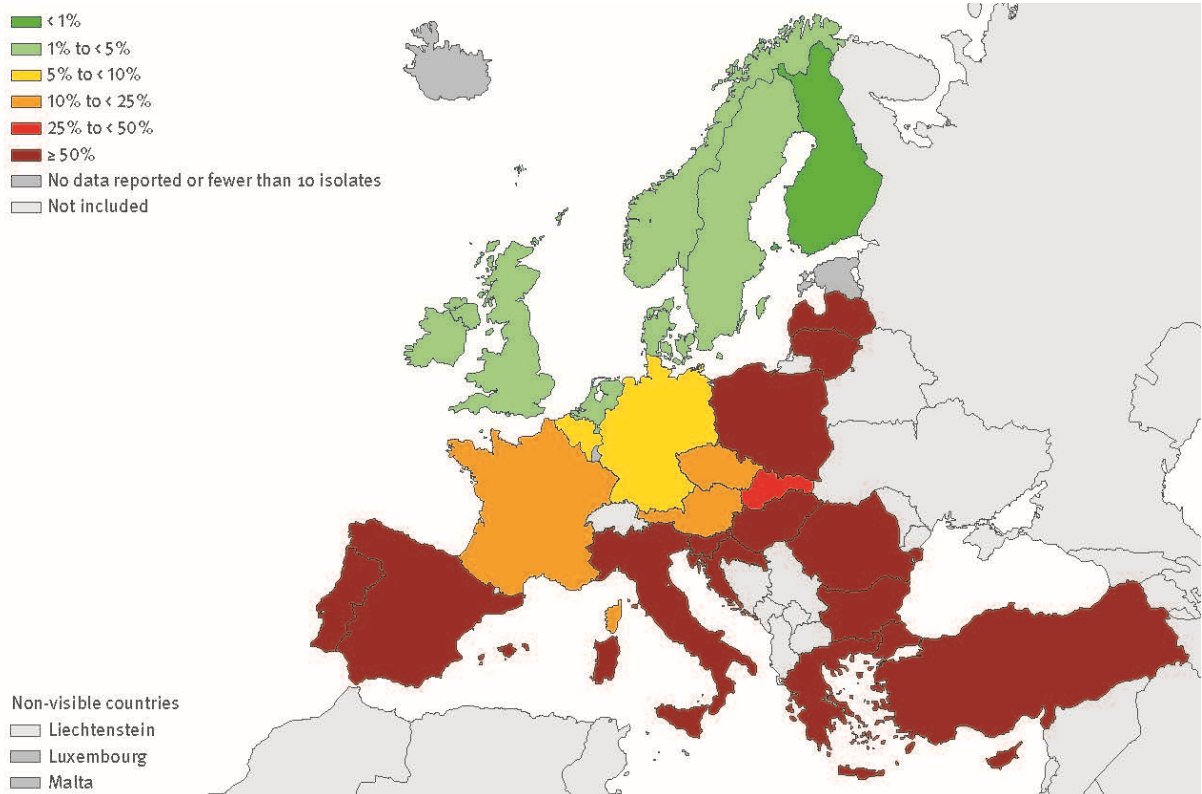 < 1%
1% to < 5%
5% to < 10%
10% to < 25%
25% to < 50%
≥ 50%
No data reported or fewer than 10 isolates
Not included
Non-visible countries
Liechtenstein
Luxembourg
Malta